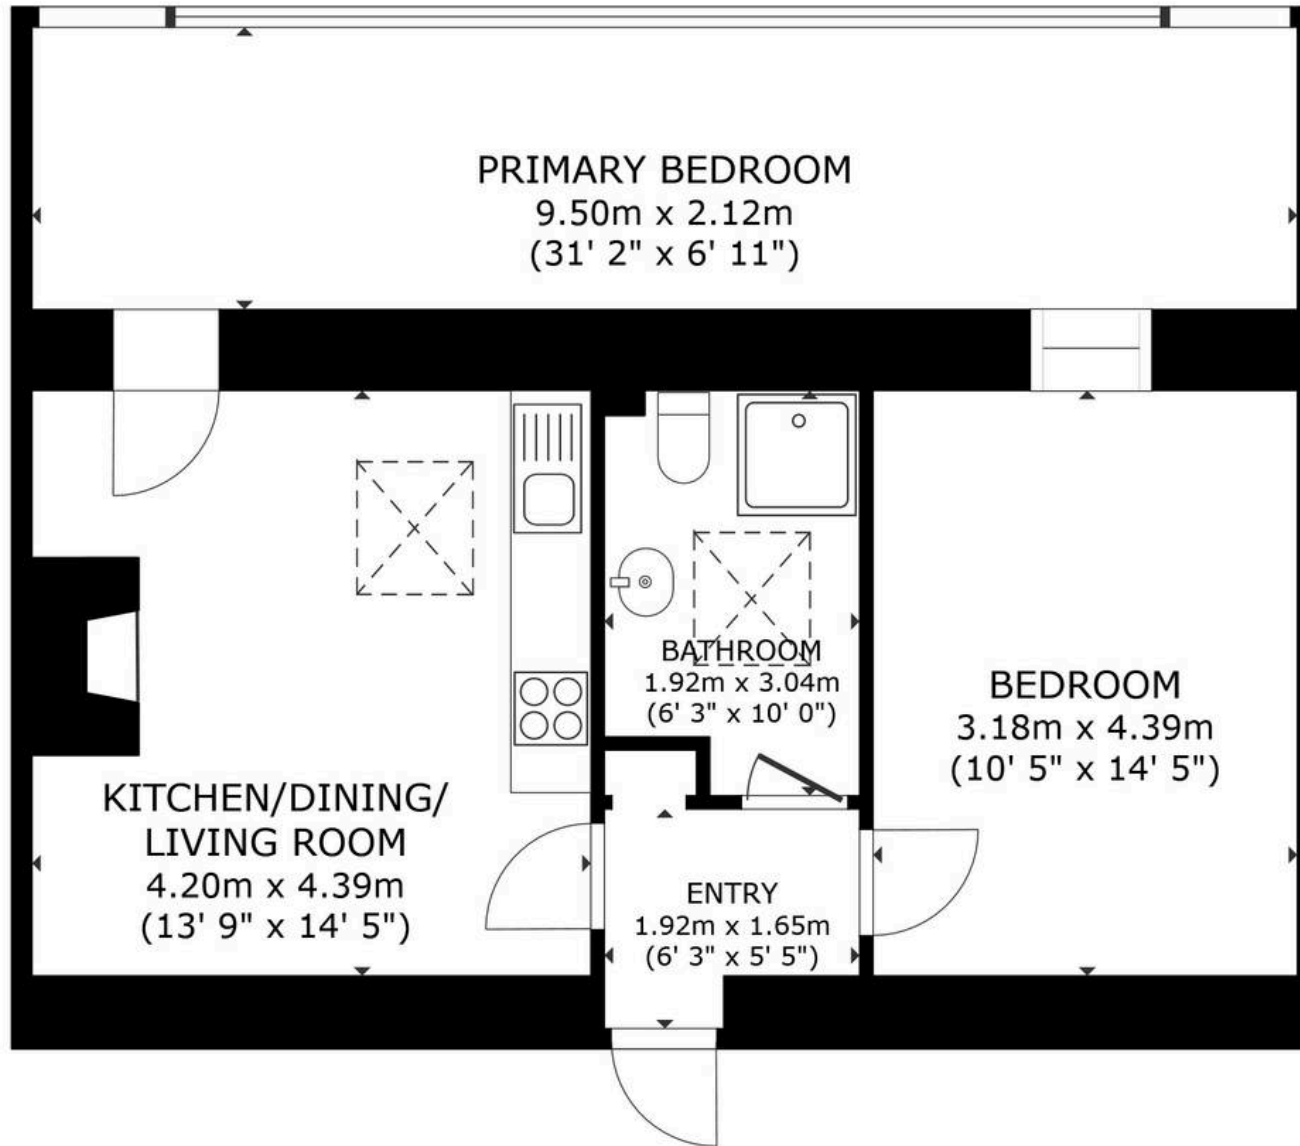 PRIMARY BEDROOM
9.50m x 2.12m
(31' 2" x 6' 11")
KITCHEN/DINING/
LIVING ROOM
4.20m x 4.39m
(13' 9" x 14' 5")
BATHROOM
1.92m x 3.04m
(6' 3" x 10' 0")
ENTRY
1.92m x 1.65m
(6' 3" x 5' 5")
BEDROOM
3.18m x 4.39m
(10' 5" x 14' 5")